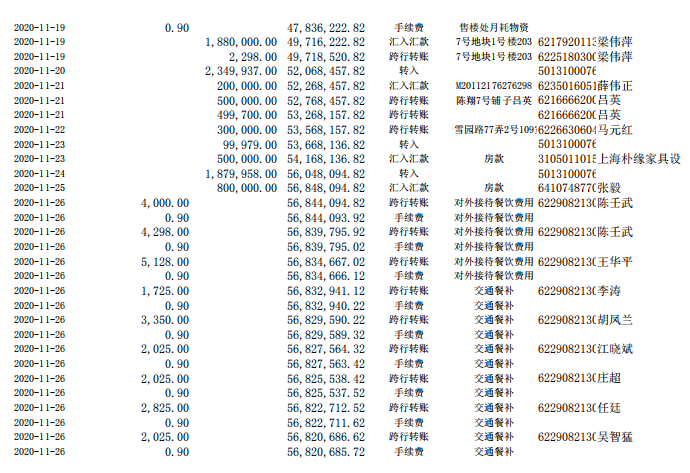 2020-11-19 0.90 47,836,222.82 手续费 售楼处月耗物资
2020-11-19 1,880,000.00 49,716,222.82 汇入汇款 7号地块1号楼203 621792011 梁伟萍
2020-11-19 2,298.00 49,718,520.82 跨行转账 7号地块1号楼203 622518030 梁伟萍
2020-11-20 2,349,937.00 52,068,457.82 转入 5013100076
2020-11-21 200,000.00 52,268,457.82 汇入汇款 M20112176276298 623501605 薛伟正
2020-11-21 500,000.00 52,768,457.82 跨行转账 陈翔7号铺子吕英 621666620 吕英
2020-11-21 499,700.00 53,268,157.82 跨行转账 621666620 吕英
2020-11-22 300,000.00 53,568,157.82 跨行转账 雪园路77弄2号109 622663060 马元红
2020-11-23 99,979.00 53,668,136.82 转入 5013100076
2020-11-23 500,000.00 54,168,136.82 汇入汇款 房款 310501101 上海朴缘家具设
2020-11-24 1,879,958.00 56,048,094.82 转入 5013100076
2020-11-25 800,000.00 56,848,094.82 汇入汇款 房款 641074877 张毅
2020-11-26 4,000.00 56,844,094.82 跨行转账 对外接待餐饮费用 622908213 陈壬武
2020-11-26 0.90 56,844,093.92 手续费 对外接待餐饮费用
2020-11-26 4,298.00 56,839,795.92 跨行转账 对外接待餐饮费用 622908213 陈壬武
2020-11-26 0.90 56,839,795.02 手续费 对外接待餐饮费用
2020-11-26 5,128.00 56,834,667.02 跨行转账 对外接待餐饮费用 622908213 王华平
2020-11-26 0.90 56,834,666.12 手续费 对外接待餐饮费用
2020-11-26 1,725.00 56,832,941.12 跨行转账 交通餐补 622908213 李涛
2020-11-26 0.90 56,832,940.22 手续费 交通餐补
2020-11-26 3,350.00 56,829,590.22 跨行转账 交通餐补 622908213 胡凤兰
2020-11-26 0.90 56,829,589.32 手续费 交通餐补
2020-11-26 2,025.00 56,827,564.32 跨行转账 交通餐补 622908213 江晓斌
2020-11-26 0.90 56,827,563.42 手续费 交通餐补
2020-11-26 2,025.00 56,825,538.42 跨行转账 交通餐补 622908213 庄超
2020-11-26 0.90 56,825,537.52 手续费 交通餐补
2020-11-26 2,825.00 56,822,712.52 跨行转账 交通餐补 622908213 任廷
2020-11-26 0.90 56,822,711.62 手续费 交通餐补
2020-11-26 2,025.00 56,820,686.62 跨行转账 交通餐补 622908213 吴智猛
2020-11-26 0.90 56,820,685.72 手续费 交通餐补